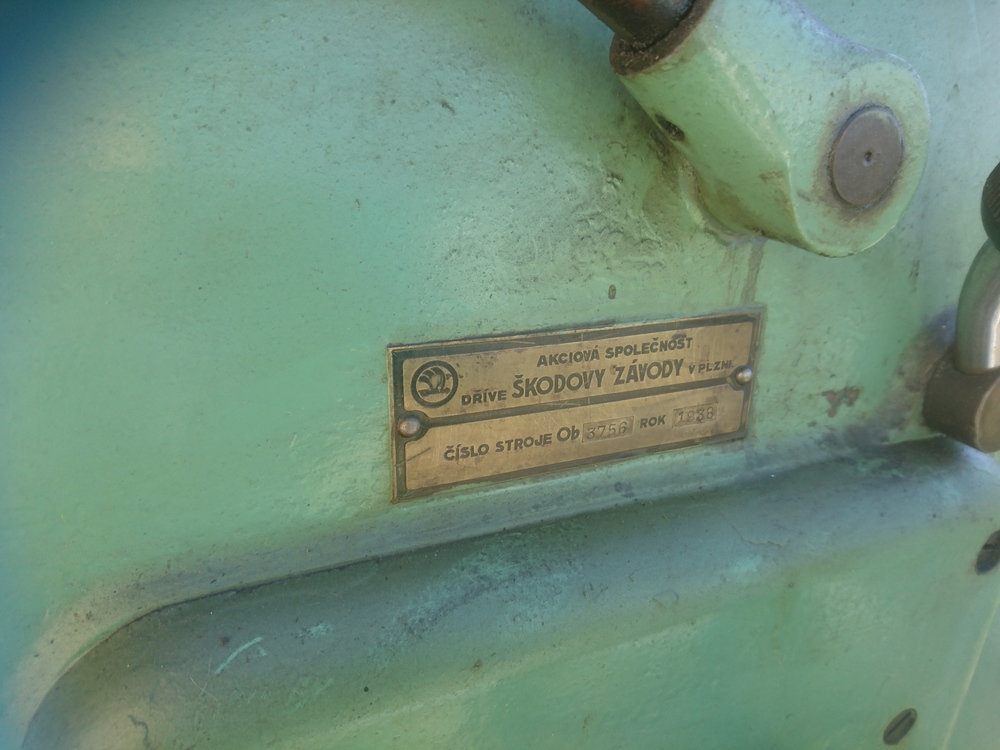 AKCIOVÁ SPOLEČNOST
DŘÍVE ŠKODOVY ZÁVODY V PLZNI
ČÍSLO STROJE Ob 3756 ROK 1938